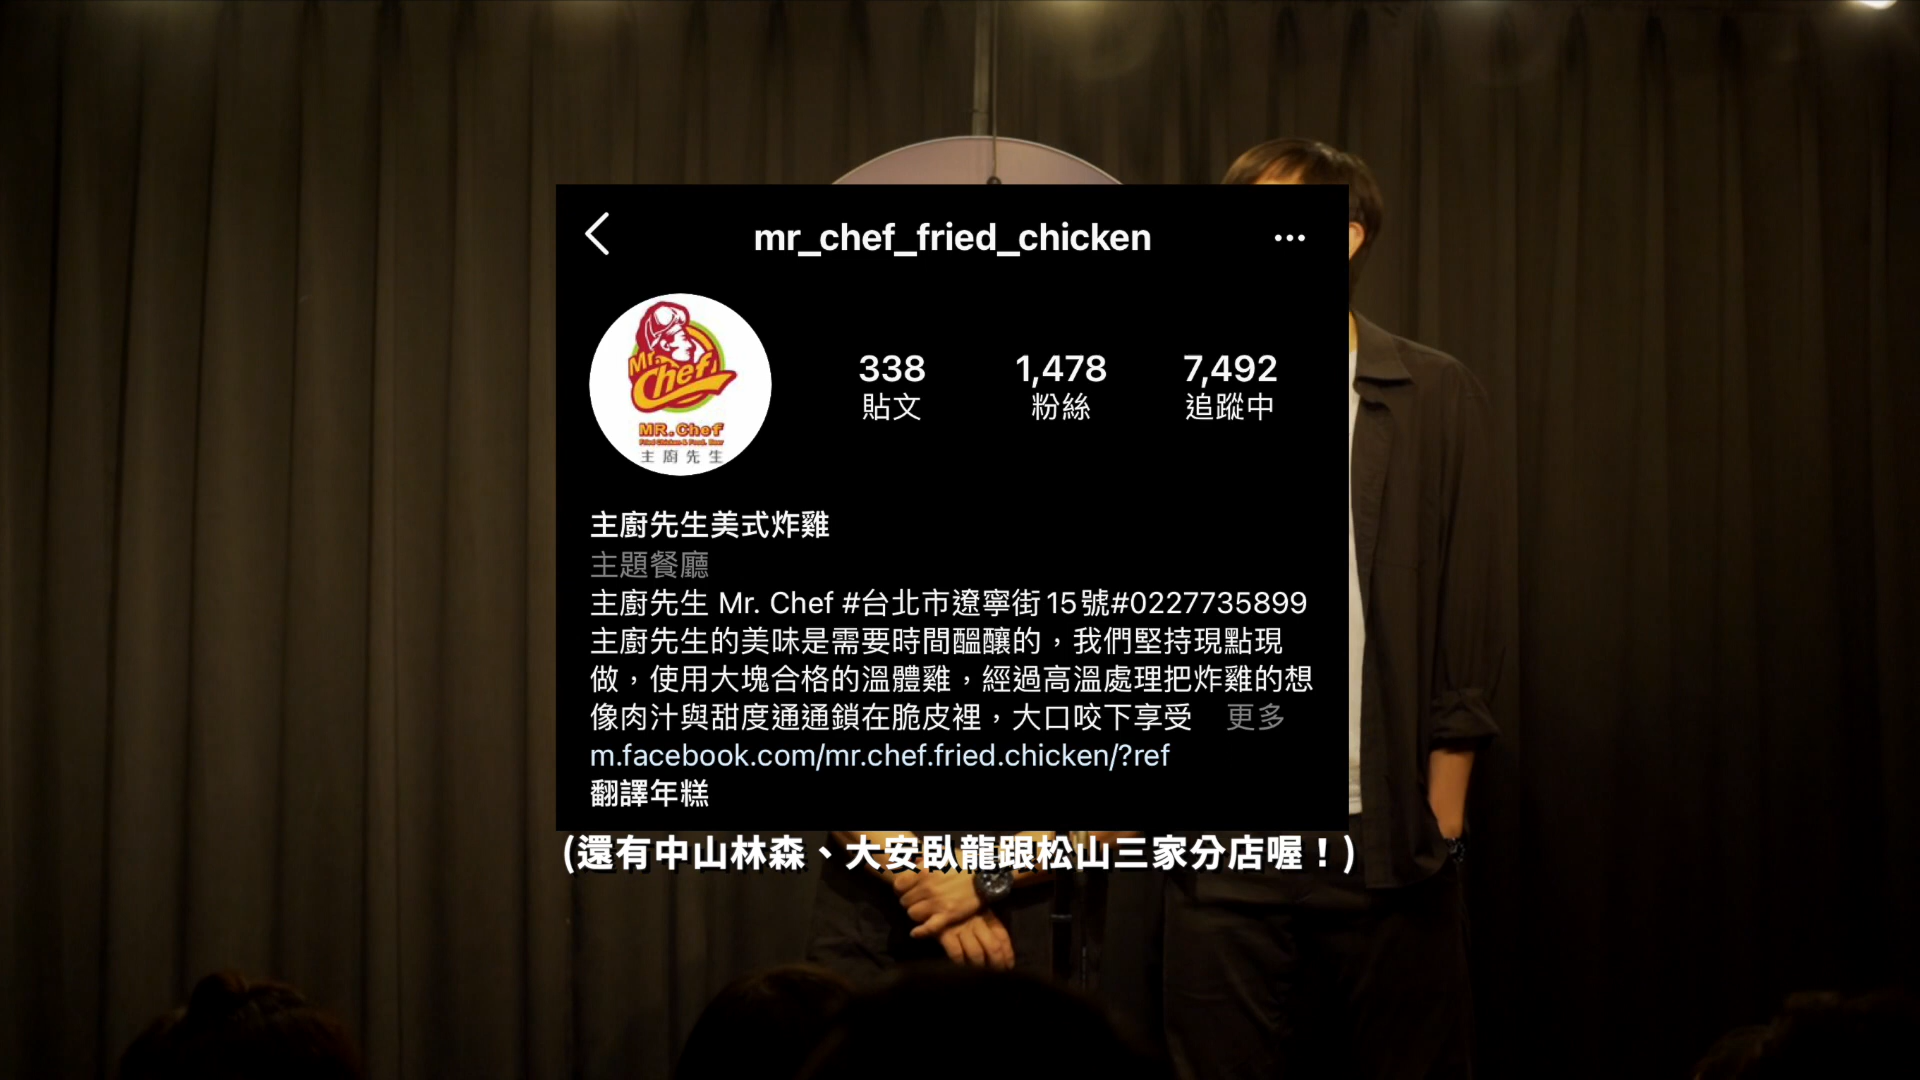 mr_chef_fried_chicken
Mr. Chef
MR.Chef
Fried Chicken & Food. Beer
主廚先生
338
貼文
1,478
粉絲
7,492
追蹤中
主廚先生美式炸雞
主題餐廳
主廚先生 Mr. Chef #台北市遼寧街15號#0227735899
主廚先生的美味是需要時間醞釀的，我們堅持現點現
做，使用大塊合格的溫體雞，經過高溫處理把炸雞的想
像肉汁與甜度通通鎖在脆皮裡，大口咬下享受 更多
m.facebook.com/mr.chef.fried.chicken/?ref
翻譯年糕
(還有中山林森、大安臥龍跟松山三家分店喔！)